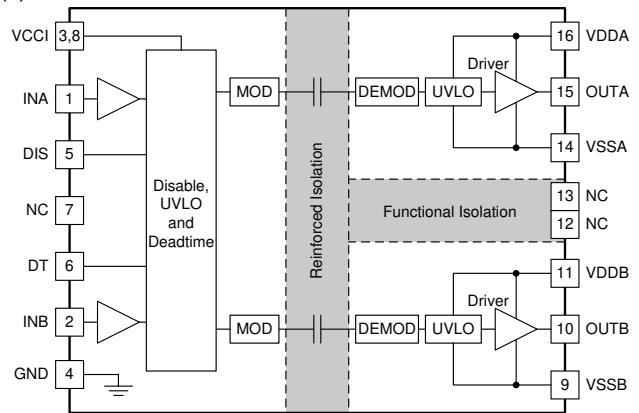 VCCI 3,8
INA 1
DIS 5
NC 7
DT 6
INB 2
GND 4
Disable,
UVLO
and
Deadtime
MOD
MOD
Reinforced Isolation
DEMOD UVLO Driver
Functional Isolation
DEMOD UVLO Driver
16 VDDA
15 OUTA
14 VSSA
13 NC
12 NC
11 VDDB
10 OUTB
9 VSSB